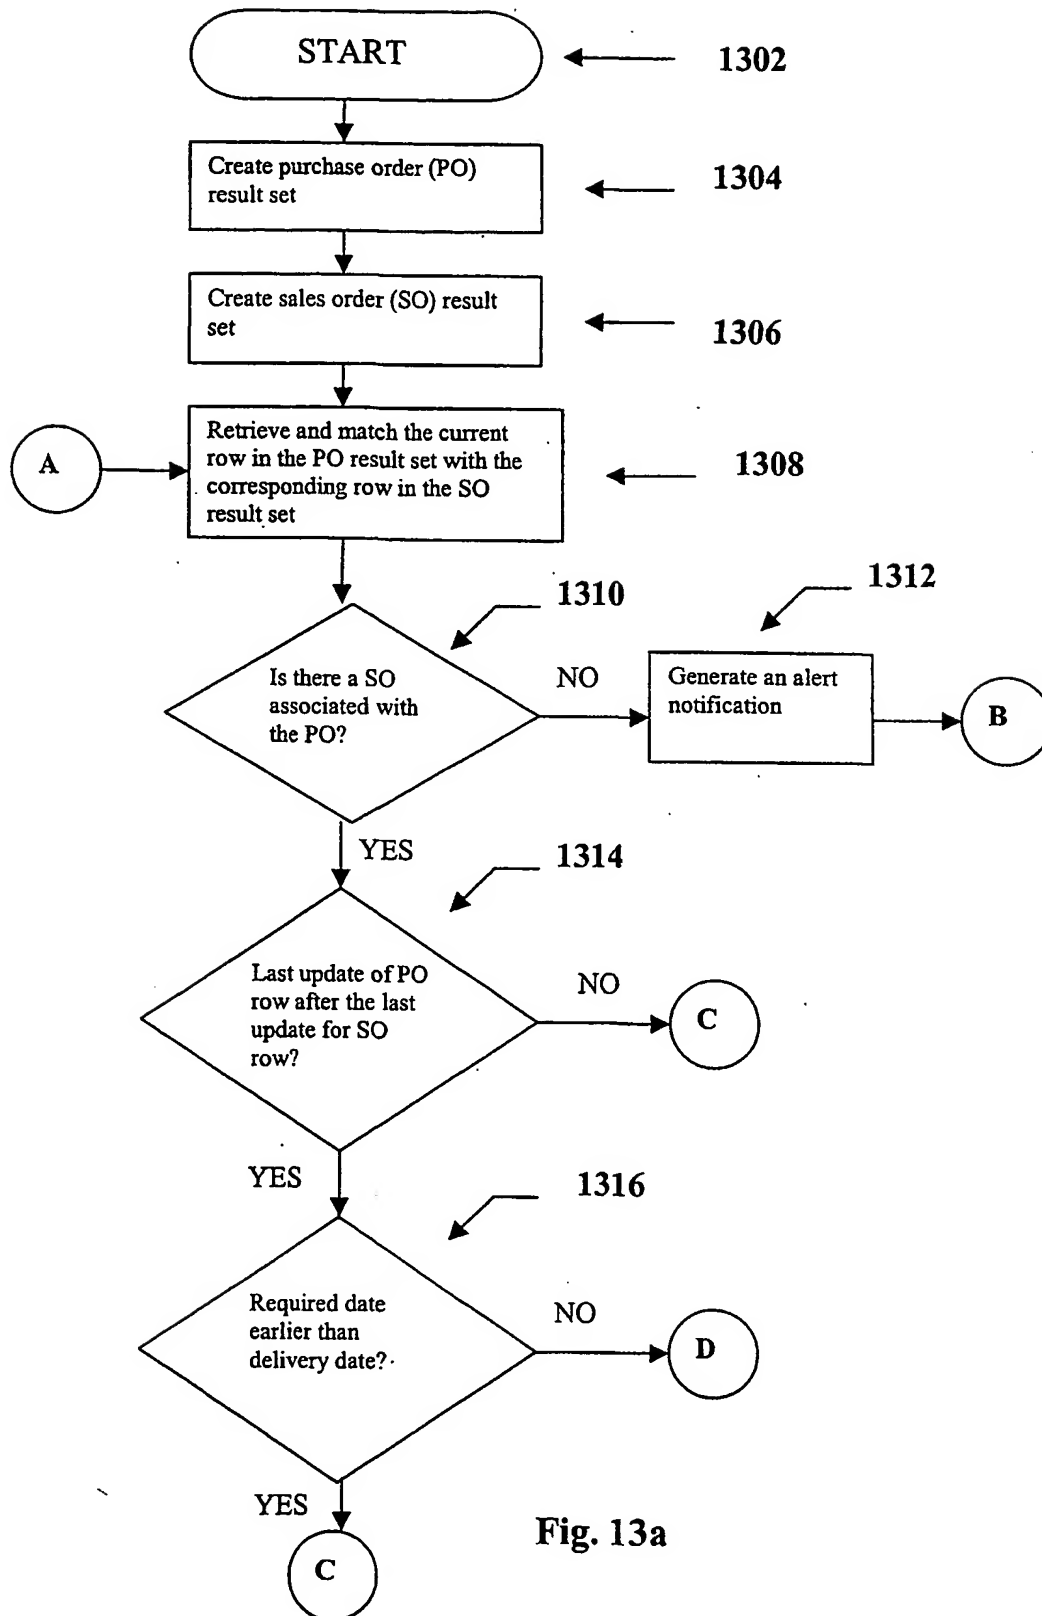 START
1302
Create purchase order (PO)
result set
1304
Create sales order (SO) result
set
1306
A
Retrieve and match the current
row in the PO result set with the
corresponding row in the SO
result set
1308
1310
1312
Is there a SO
associated with
the PO?
NO
Generate an alert
notification
B
YES
1314
Last update of PO
row after the last
update for SO
row?
NO
C
YES
1316
Required date
earlier than
delivery date?
NO
D
YES
C
Fig. 13a